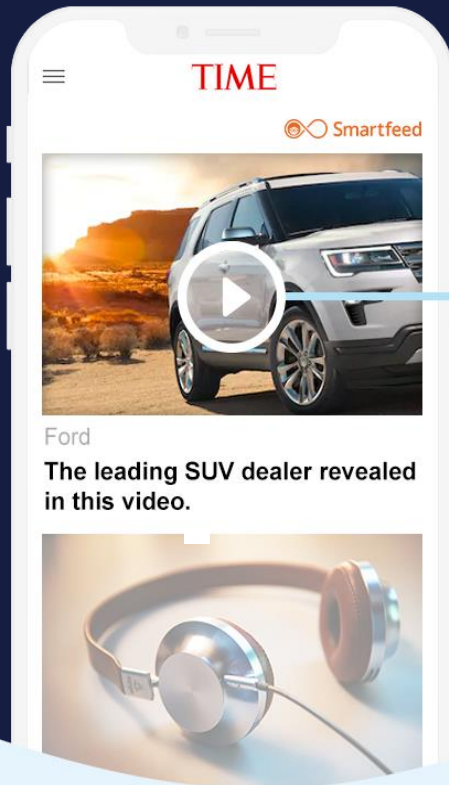 TIME
Smartfeed
Ford
The leading SUV dealer revealed
in this video.